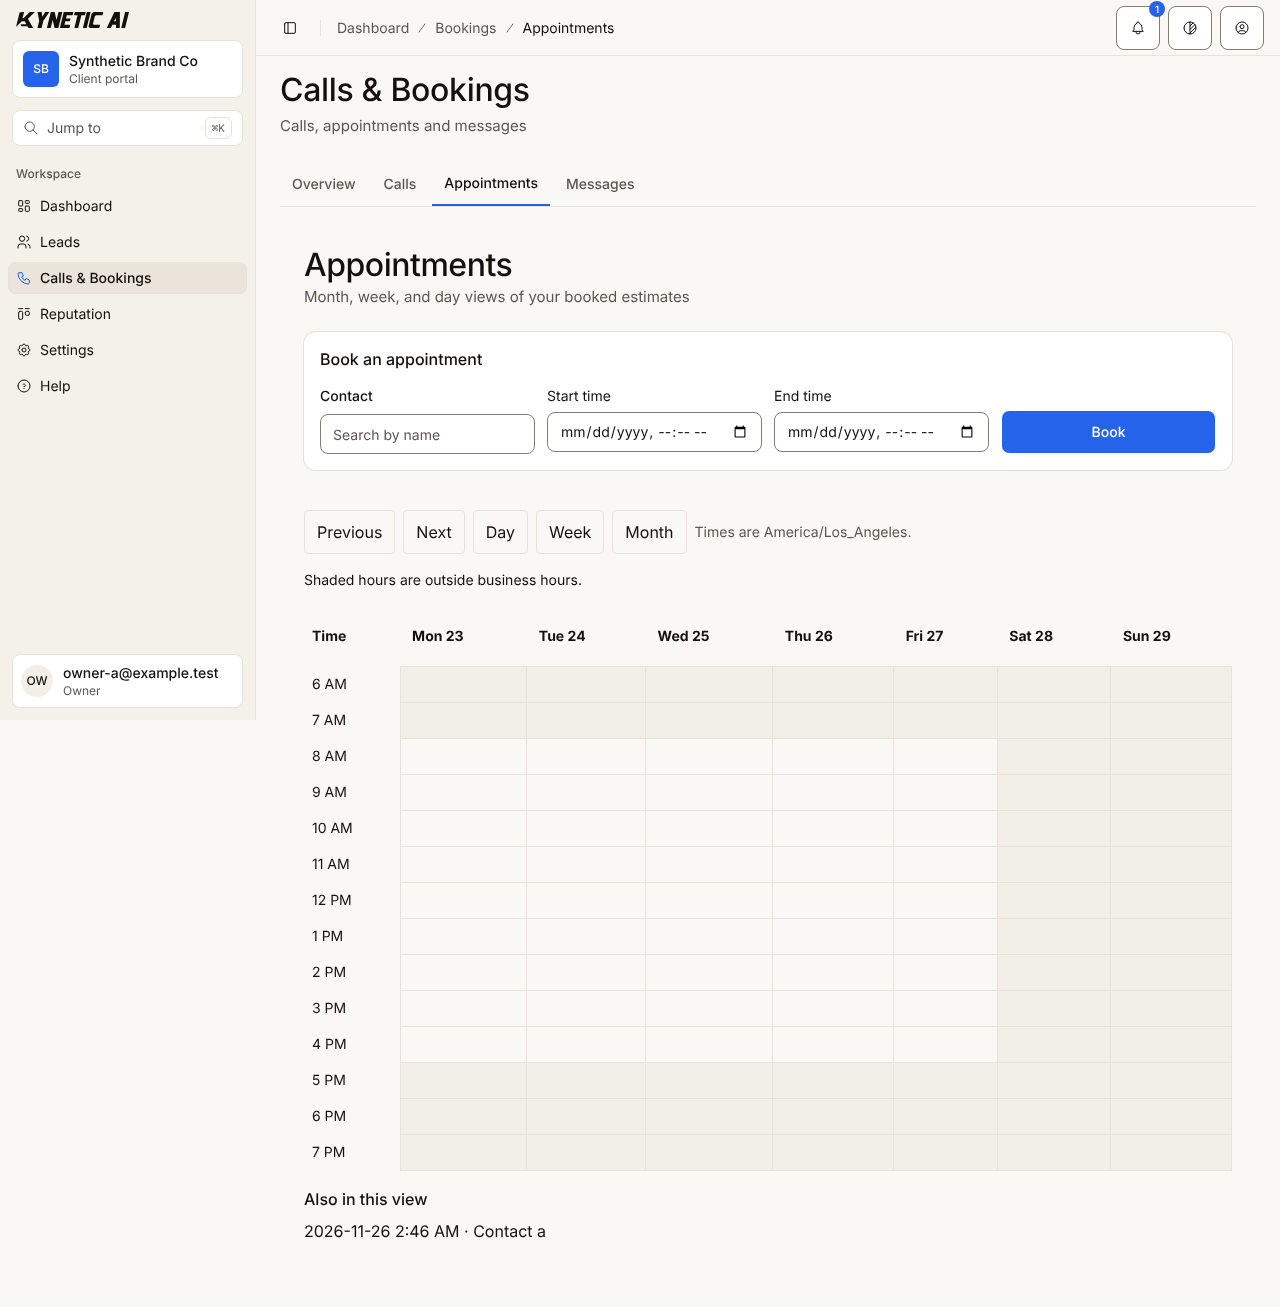 KYNETIC AI
SB
Synthetic Brand Co
Client portal
Jump to
⌘K
Workspace
Dashboard
Leads
Calls & Bookings
Reputation
Settings
Help
OW
owner-a@example.test
Owner
Dashboard / Bookings / Appointments
1
Calls & Bookings
Calls, appointments and messages
Overview Calls Appointments Messages
Appointments
Month, week, and day views of your booked estimates
Book an appointment
Contact Start time End time
Search by name mm/dd/yyyy, --:-- -- mm/dd/yyyy, --:-- -- Book
Previous Next Day Week Month Times are America/Los_Angeles.
Shaded hours are outside business hours.
Time Mon 23 Tue 24 Wed 25 Thu 26 Fri 27 Sat 28 Sun 29
6 AM
7 AM
8 AM
9 AM
10 AM
11 AM
12 PM
1 PM
2 PM
3 PM
4 PM
5 PM
6 PM
7 PM
Also in this view
2026-11-26 2:46 AM · Contact a